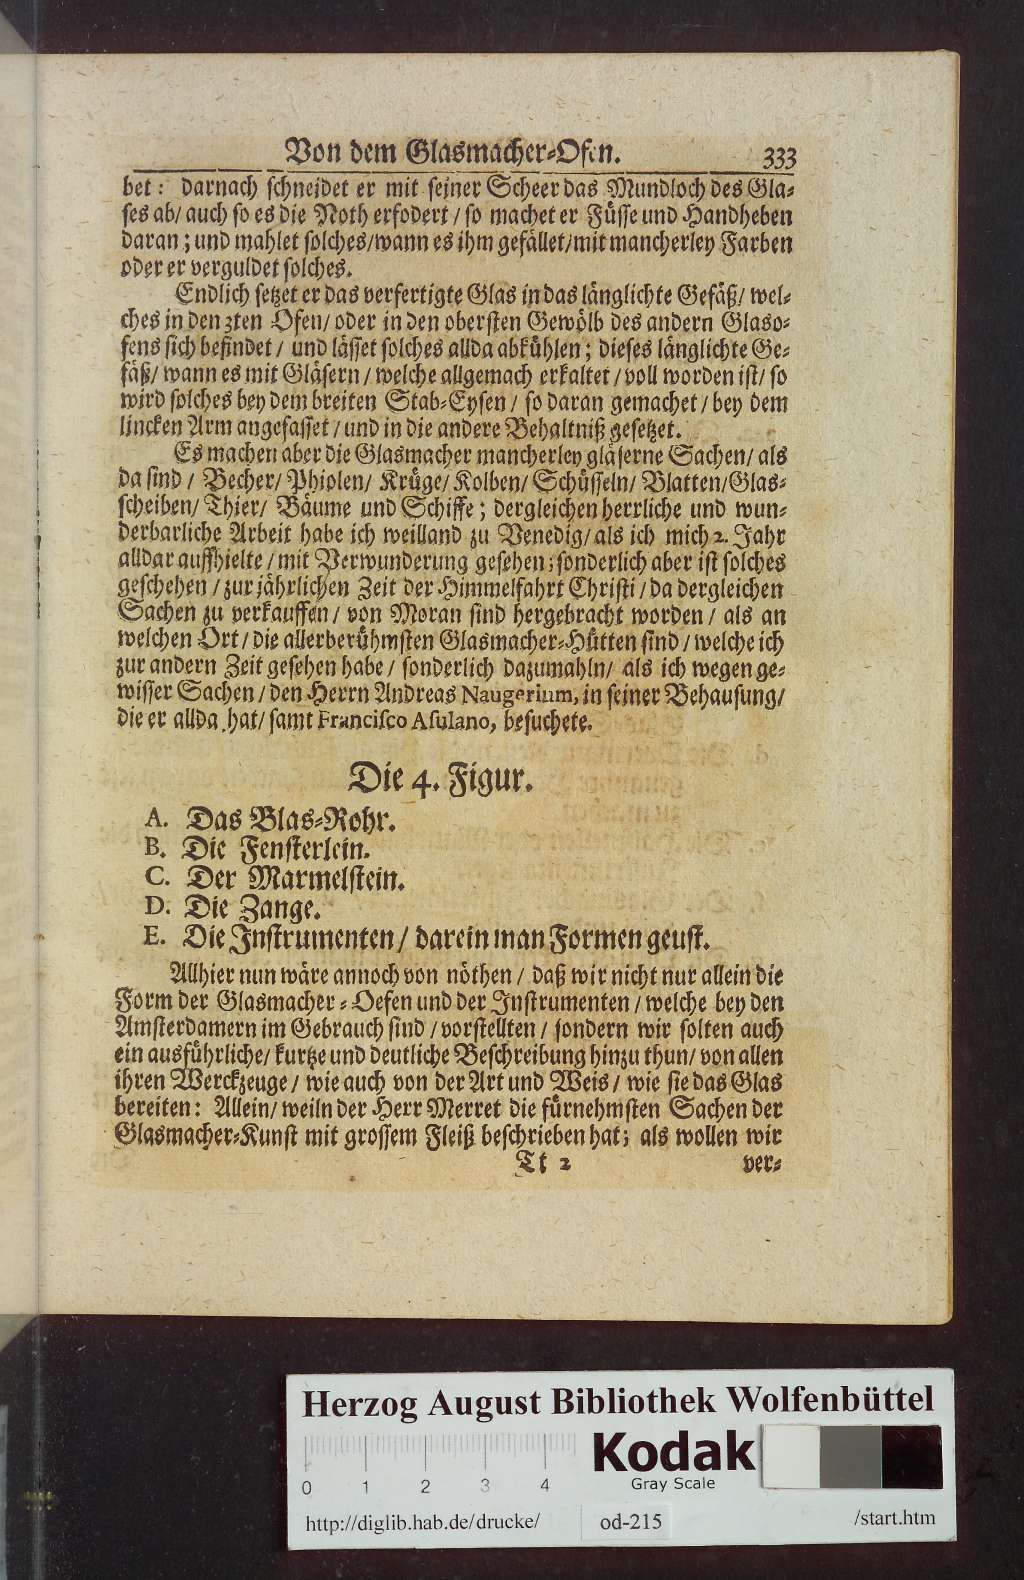 Von dem Glasmacher-Ofen. 333
bet: darnach schneidet er mit seiner Scheer das Mundloch des Gla-
ses ab/ auch so es die Noth erfodert/ so machet er Füsse und Handheben
daran; und mahlet solches/ wann es ihm gefället/ mit mancherley Farben
oder er verguldet solches.
Endlich setzet er das verfertigte Glas in das länglichte Gefäß/ wel-
ches in den 3ten Ofen/ oder in den obersten Gewölb des andern Glaso-
fens sich befindet/ und lässet solches allda abkühlen; dieses länglichte Ge-
fäß/ wann es mit Gläsern/ welche allgemach erkaltet/ voll worden ist/ so
wird solches bey dem breiten Stab-Eysen/ so daran gemachet/ bey dem
lincken Arm angefasset/ und in die andere Behaltniß gesetzet.
Es machen aber die Glasmacher mancherley gläserne Sachen/ als
da sind/ Becher/ Phiolen/ Krüge/ Kolben/ Schüsseln/ Blatten/ Glas-
scheiben/ Thier/ Bäume und Schiffe; dergleichen herrliche und wun-
derbarliche Arbeit habe ich weilland zu Venedig/ als ich mich 2. Jahr
alldar auffhielte/ mit Verwunderung gesehen; sonderlich aber ist solches
geschehen/ zur jährlichen Zeit der Himmelfahrt Christi/ da dergleichen
Sachen zu verkauffen/ von Moran sind hergebracht worden/ als an
welchen Ort/ die allerberühmsten Glasmacher-Hütten sind/ welche ich
zur andern Zeit gesehen habe/ sonderlich dazumahln/ als ich wegen ge-
wisser Sachen/ den Herrn Andreas Naugerium, in seiner Behausung/
die er allda hat/ samt Francisco Asulano, besuchete.
Die 4. Figur.
A. Das Blas-Rohr.
B. Die Fensterlein.
C. Der Marmelstein.
D. Die Zange.
E. Die Instrumenten/ darein man Formen geust.
Allhier nun wäre annoch von nöthen/ daß wir nicht nur allein die
Form der Glasmacher-Oefen und der Instrumenten/ welche bey den
Amsterdamern im Gebrauch sind/ vorstellten/ sondern wir solten auch
ein ausführliche/ kurtze und deutliche Beschreibung hinzu thun/ von allen
ihren Werckzeuge/ wie auch von der Art und Weis/ wie sie das Glas
bereiten: Allein/ weiln der Herr Merret die fürnehmsten Sachen der
Glasmacher-Kunst mit grossem Fleiß beschrieben hat; als wollen wir
Tt 2 ver-
Herzog August Bibliothek Wolfenbüttel
Kodak
Gray Scale
0 1 2 3 4
http://diglib.hab.de/drucke/ od-215 /start.htm